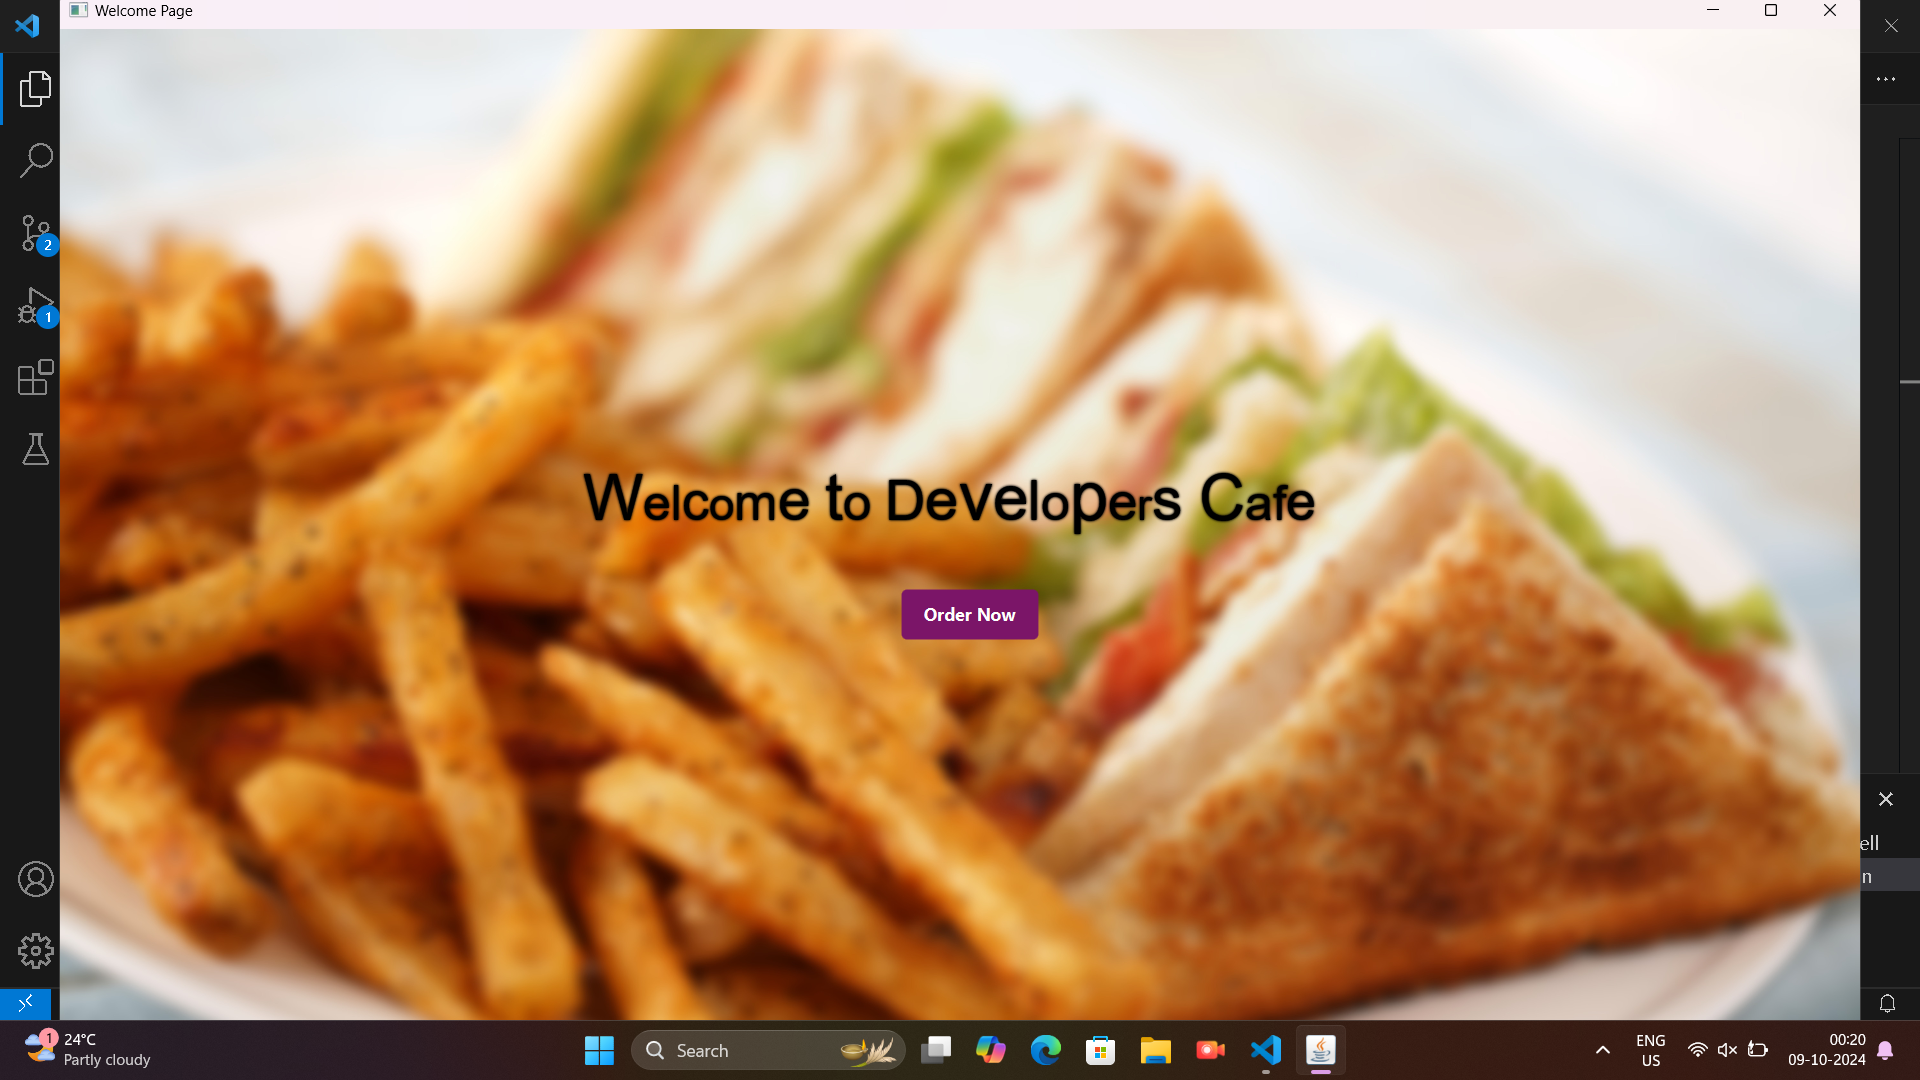 Welcome Page
2
1
Welcome to Developers Cafe
Order Now
ell
n
1
24°C
Partly cloudy
Search
ENG
US
00:20
09-10-2024